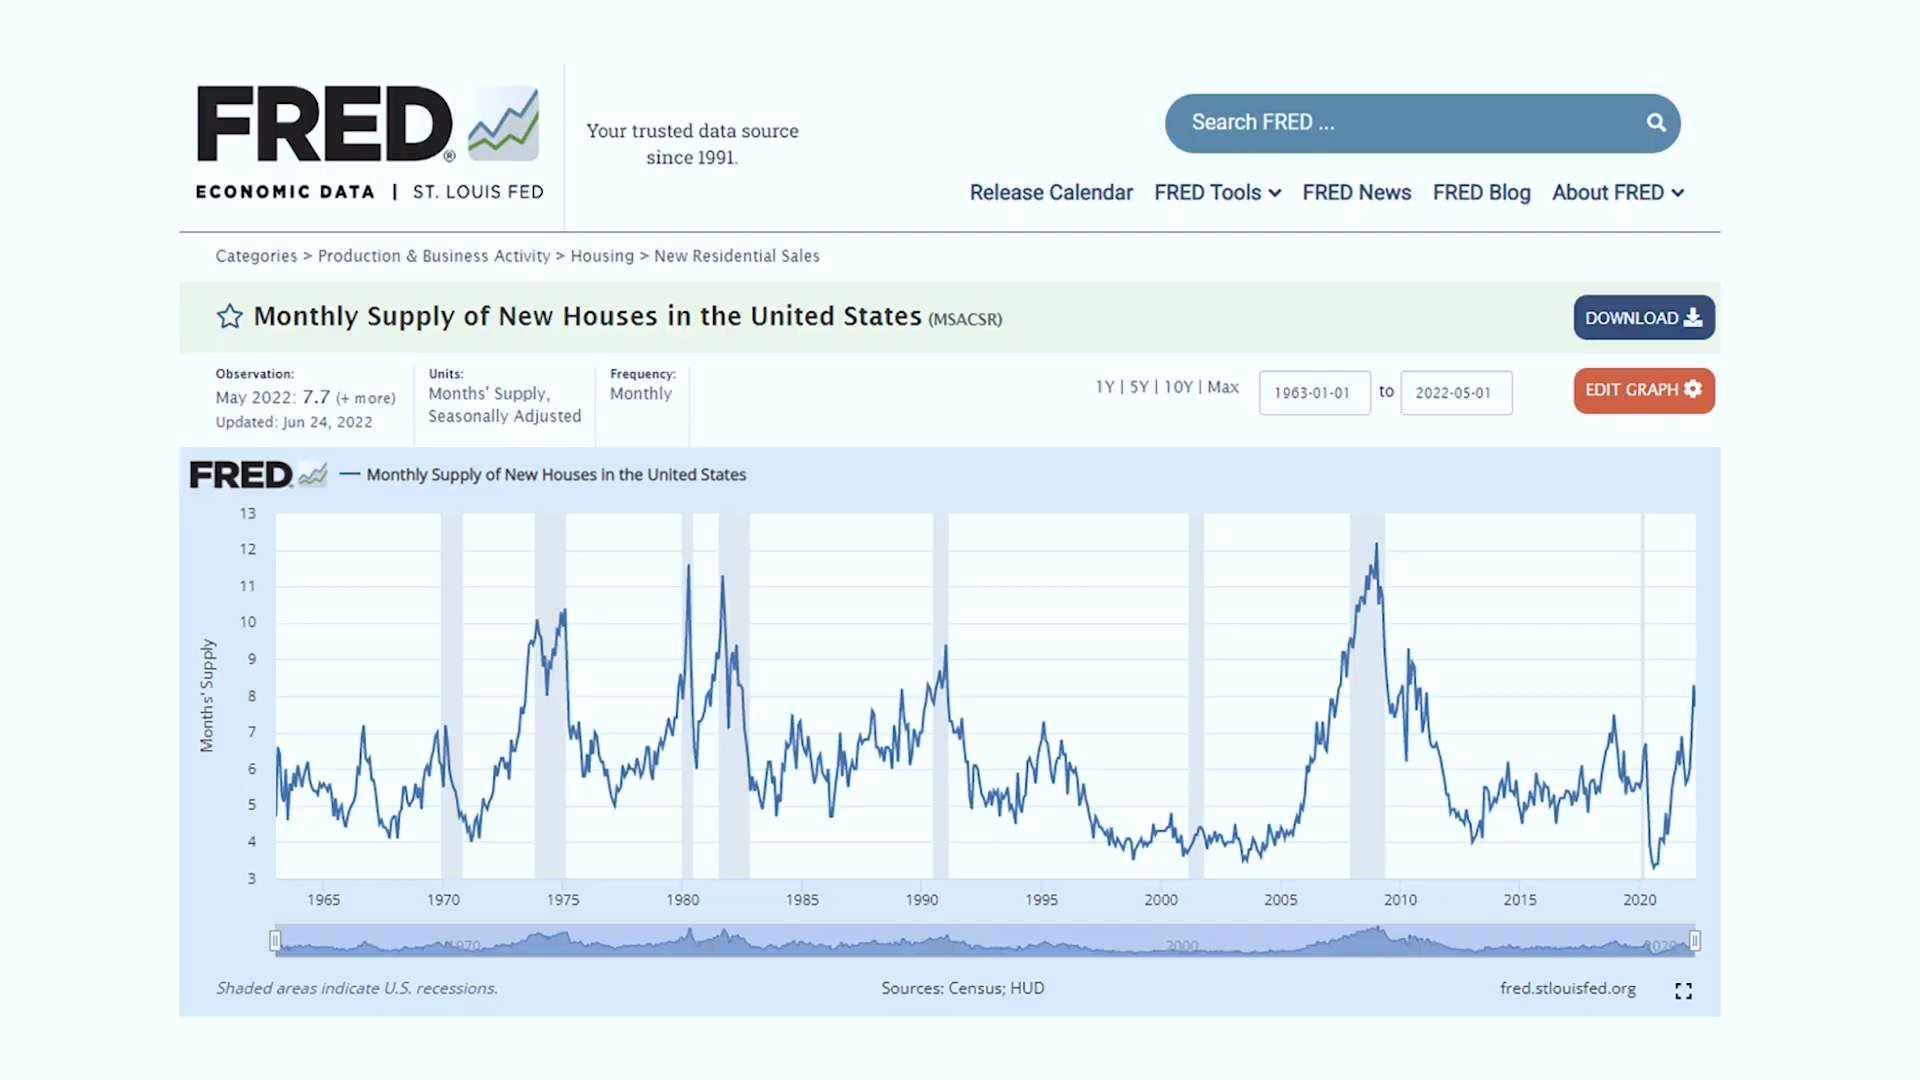 FRED®
ECONOMIC DATA | ST. LOUIS FED
Your trusted data source
since 1991.
Search FRED ...
Release Calendar FRED Tools FRED News FRED Blog About FRED
Categories > Production & Business Activity > Housing > New Residential Sales
Monthly Supply of New Houses in the United States (MSACSR)
DOWNLOAD
Observation:
May 2022: 7.7 (+ more)
Updated: Jun 24, 2022
Units:
Months' Supply,
Seasonally Adjusted
Frequency:
Monthly
1Y | 5Y | 10Y | Max
1963-01-01 to 2022-05-01
EDIT GRAPH
FRED
Monthly Supply of New Houses in the United States
Months' Supply
13
12
11
10
9
8
7
6
5
4
3
1965 1970 1975 1980 1985 1990 1995 2000 2005 2010 2015 2020
1970 2000 2020
Shaded areas indicate U.S. recessions.
Sources: Census; HUD
fred.stlouisfed.org